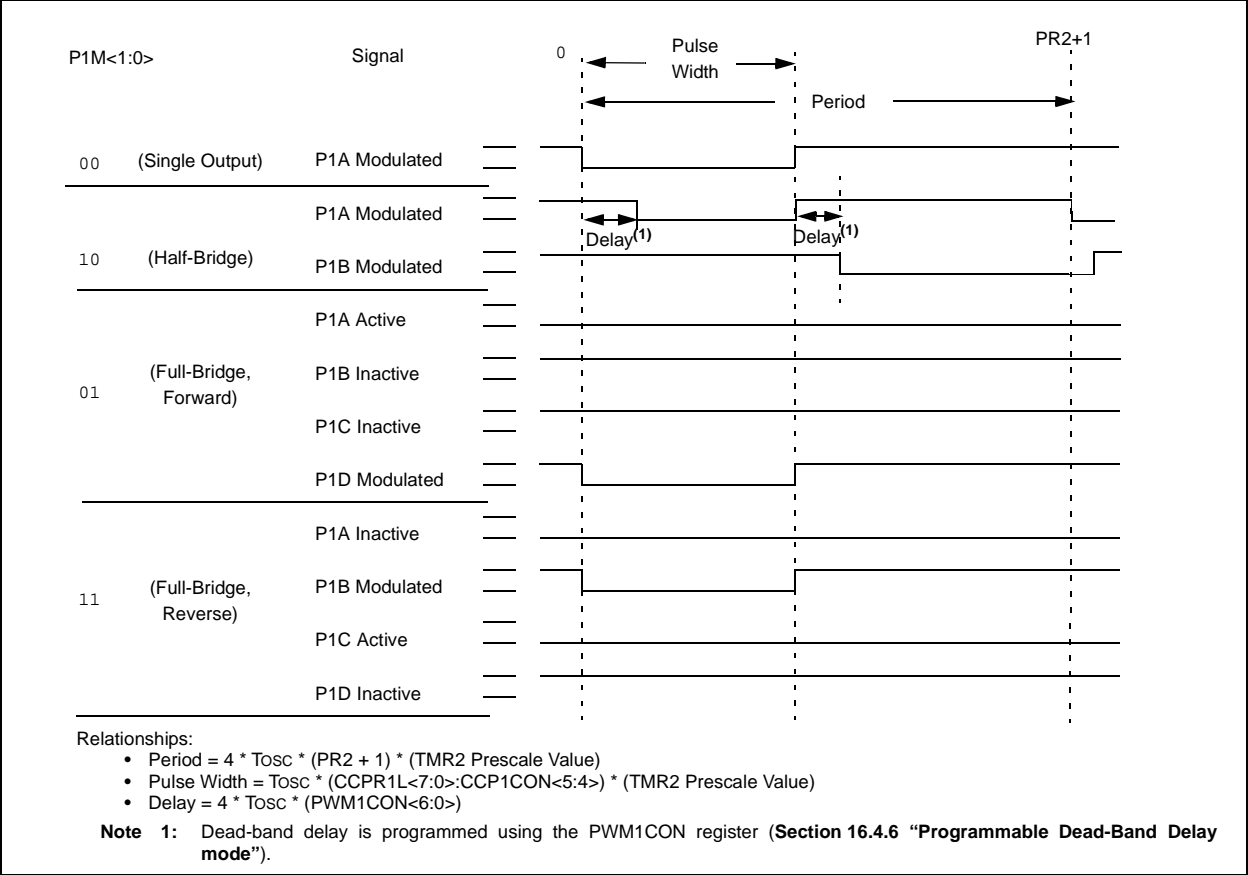 P1M<1:0> Signal 0 Pulse Width PR2+1
Period
00 (Single Output) P1A Modulated
P1A Modulated
Delay(1) Delay(1)
10 (Half-Bridge) P1B Modulated
P1A Active
01 (Full-Bridge, Forward) P1B Inactive
P1C Inactive
P1D Modulated
P1A Inactive
11 (Full-Bridge, Reverse) P1B Modulated
P1C Active
P1D Inactive
Relationships:
• Period = 4 * TOSC * (PR2 + 1) * (TMR2 Prescale Value)
• Pulse Width = TOSC * (CCPR1L<7:0>:CCP1CON<5:4>) * (TMR2 Prescale Value)
• Delay = 4 * TOSC * (PWM1CON<6:0>)
Note 1: Dead-band delay is programmed using the PWM1CON register (Section 16.4.6 “Programmable Dead-Band Delay
mode”).